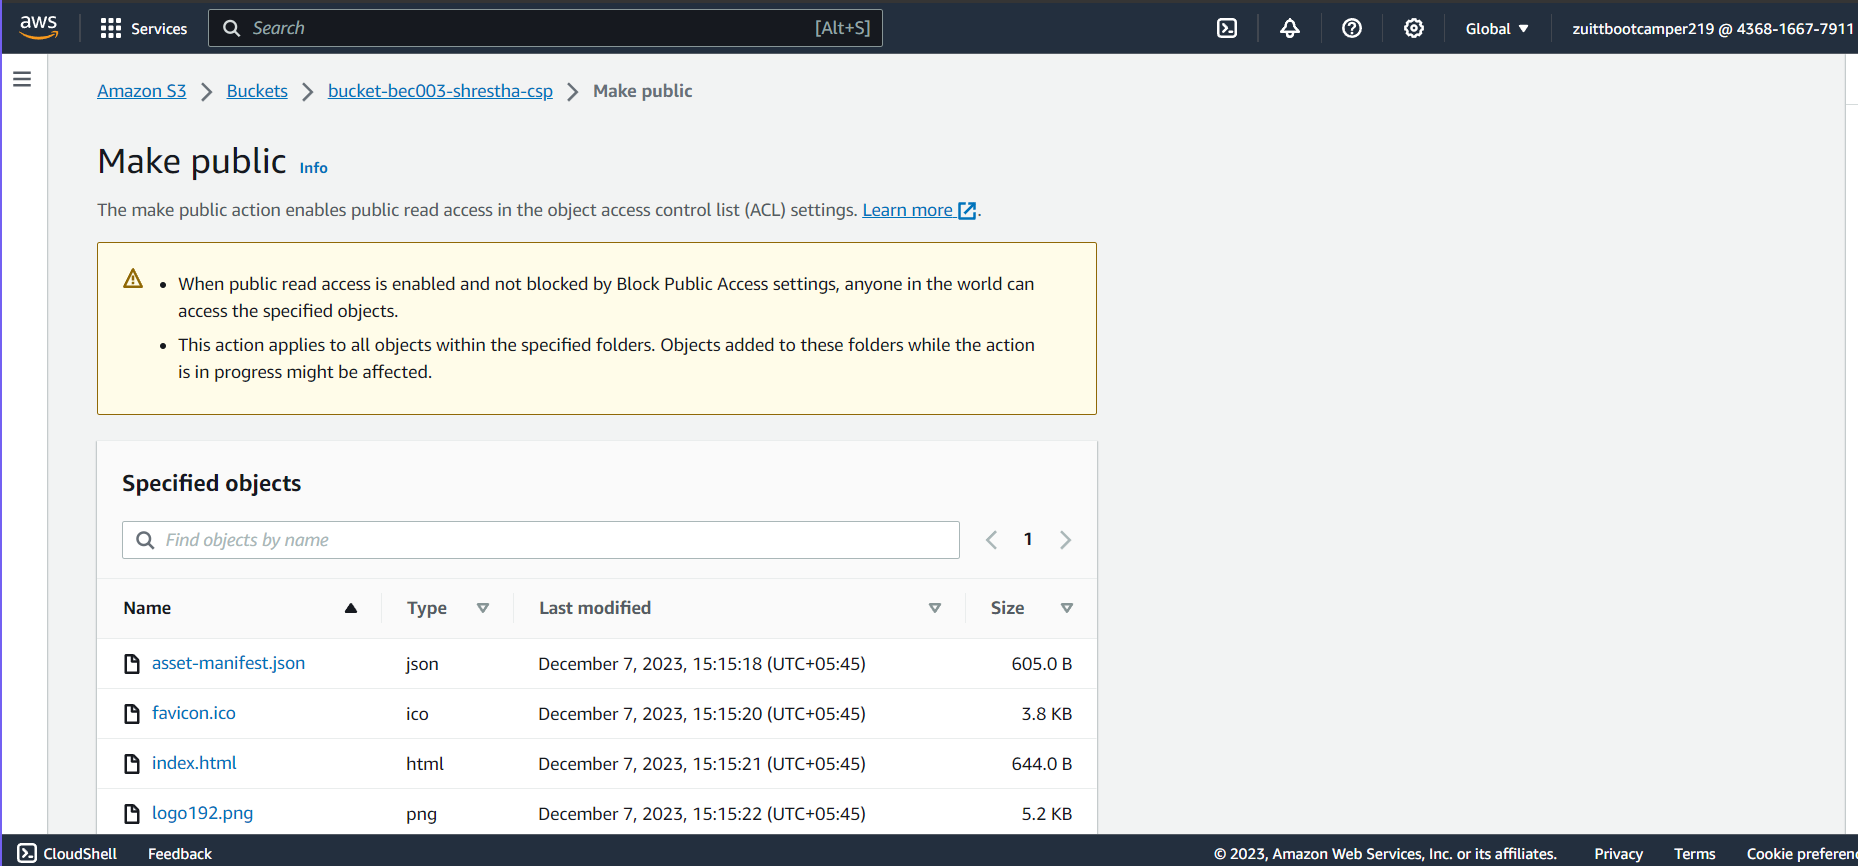 aws Services Search [Alt+S] Global zuittbootcamper219 @ 4368-1667-7911
Amazon S3 Buckets bucket-bec003-shrestha-csp Make public
Make public Info
The make public action enables public read access in the object access control list (ACL) settings. Learn more.
• When public read access is enabled and not blocked by Block Public Access settings, anyone in the world can
access the specified objects.
• This action applies to all objects within the specified folders. Objects added to these folders while the action
is in progress might be affected.
Specified objects
Find objects by name 1
Name Type Last modified Size
asset-manifest.json json December 7, 2023, 15:15:18 (UTC+05:45) 605.0 B
favicon.ico ico December 7, 2023, 15:15:20 (UTC+05:45) 3.8 KB
index.html html December 7, 2023, 15:15:21 (UTC+05:45) 644.0 B
logo192.png png December 7, 2023, 15:15:22 (UTC+05:45) 5.2 KB
CloudShell Feedback © 2023, Amazon Web Services, Inc. or its affiliates. Privacy Terms Cookie preferen